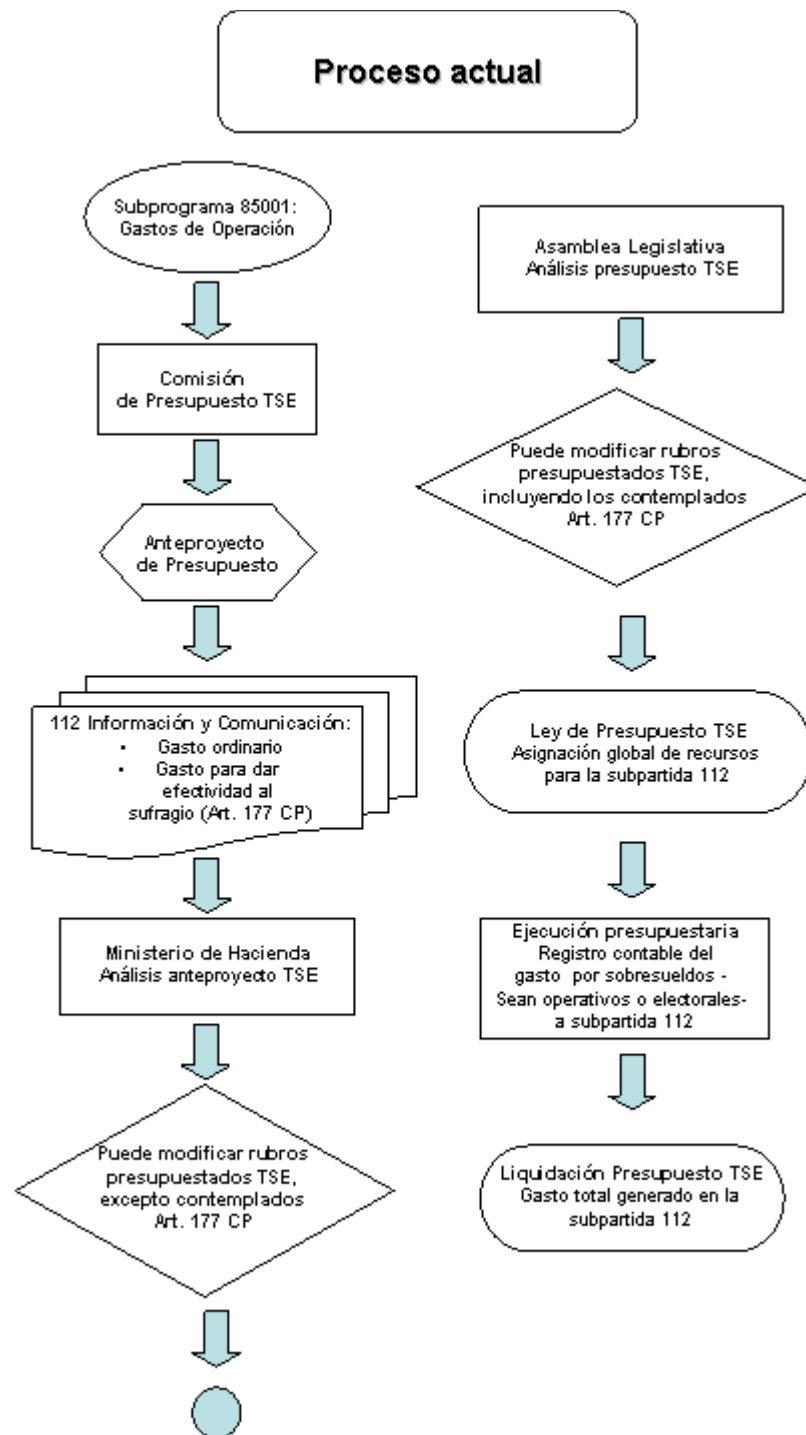 Proceso actual
Subprograma 85001:
Gastos de Operación
Comisión
de Presupuesto TSE
Anteproyecto
de Presupuesto
112 Información y Comunicación:
• Gasto ordinario
• Gasto para dar
efectividad al
sufragio (Art. 177 CP)
Ministerio de Hacienda
Análisis anteproyecto TSE
Puede modificar rubros
presupuestados TSE,
excepto contemplados
Art. 177 CP
Asamblea Legislativa
Análisis presupuesto TSE
Puede modificar rubros
presupuestados TSE,
incluyendo los contemplados
Art. 177 CP
Ley de Presupuesto TSE
Asignación global de recursos
para la subpartida 112
Ejecución presupuestaria
Registro contable del
gasto por sobresueldos -
Sean operativos o electorales-
a subpartida 112
Liquidación Presupuesto TSE
Gasto total generado en la
subpartida 112